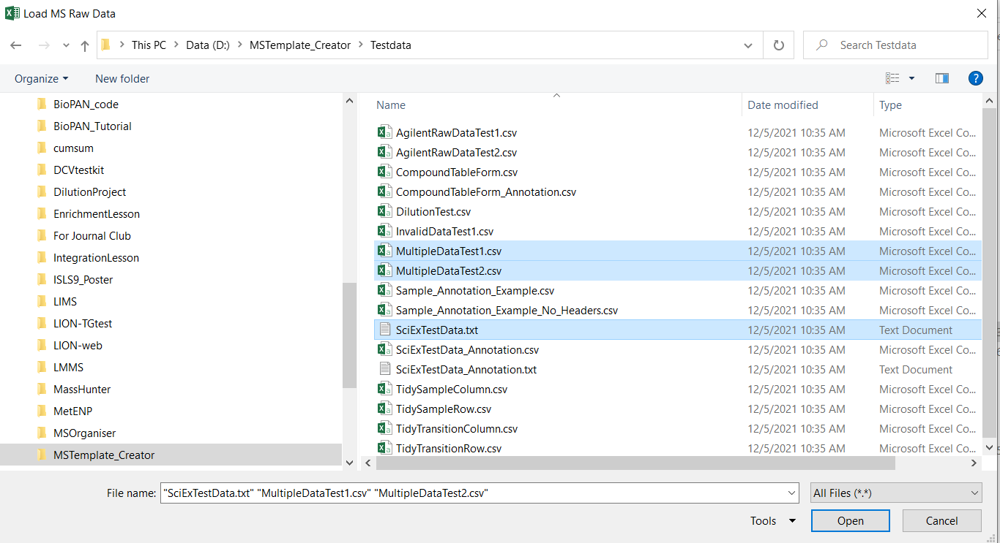 Load MS Raw Data
This PC > Data (D:) > MSTemplate_Creator > Testdata
Search Testdata
Organize
New folder
?
BioPAN_code
BioPAN_Tutorial
cumsum
DCVtestkit
DilutionProject
EnrichmentLesson
For Journal Club
IntegrationLesson
ISLS9_Poster
LIMS
LION-TGtest
LION-web
LMMS
MassHunter
MetENP
MSOrganiser
MSTemplate_Creator
Name Date modified Type
AgilentRawDataTest1.csv 12/5/2021 10:35 AM Microsoft Excel Co...
AgilentRawDataTest2.csv 12/5/2021 10:35 AM Microsoft Excel Co...
CompoundTableForm.csv 12/5/2021 10:35 AM Microsoft Excel Co...
CompoundTableForm_Annotation.csv 12/5/2021 10:35 AM Microsoft Excel Co...
DilutionTest.csv 12/5/2021 10:35 AM Microsoft Excel Co...
InvalidDataTest1.csv 12/5/2021 10:35 AM Microsoft Excel Co...
MultipleDataTest1.csv 12/5/2021 10:35 AM Microsoft Excel Co...
MultipleDataTest2.csv 12/5/2021 10:35 AM Microsoft Excel Co...
Sample_Annotation_Example.csv 12/5/2021 10:35 AM Microsoft Excel Co...
Sample_Annotation_Example_No_Headers.csv 12/5/2021 10:35 AM Microsoft Excel Co...
SciExTestData.txt 12/5/2021 10:35 AM Text Document
SciExTestData_Annotation.csv 12/5/2021 10:35 AM Microsoft Excel Co...
SciExTestData_Annotation.txt 12/5/2021 10:35 AM Text Document
TidySampleColumn.csv 12/5/2021 10:35 AM Microsoft Excel Co...
TidySampleRow.csv 12/5/2021 10:35 AM Microsoft Excel Co...
TidyTransitionColumn.csv 12/5/2021 10:35 AM Microsoft Excel Co...
TidyTransitionRow.csv 12/5/2021 10:35 AM Microsoft Excel Co...
File name: "SciExTestData.txt" "MultipleDataTest1.csv" "MultipleDataTest2.csv"
All Files (*.*)
Tools
Open
Cancel